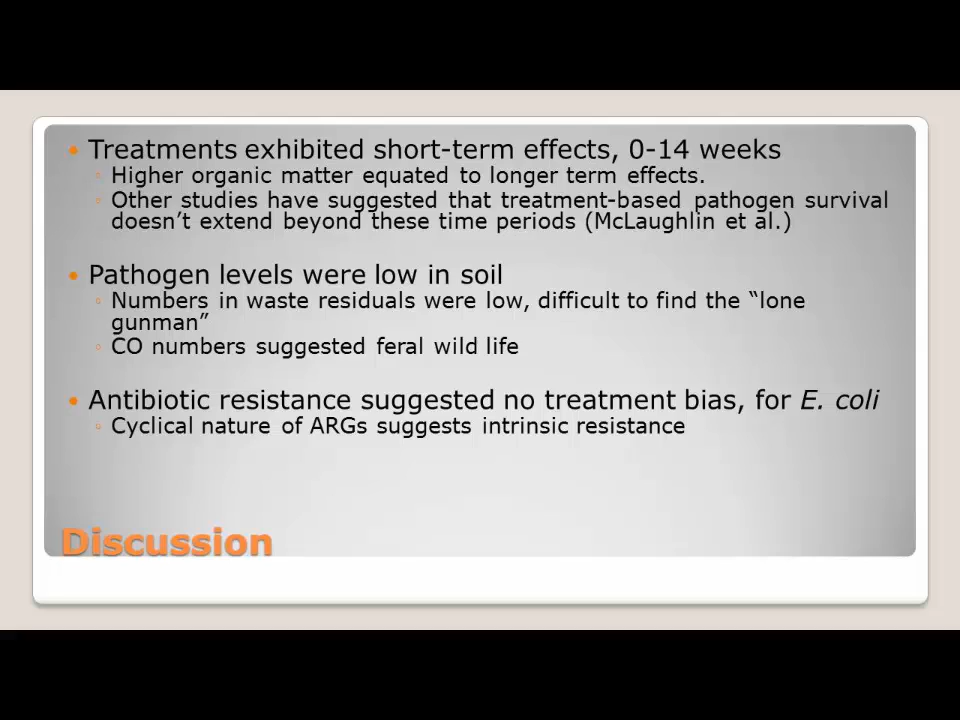 Treatments exhibited short-term effects, 0-14 weeks
Higher organic matter equated to longer term effects.
Other studies have suggested that treatment-based pathogen survival
doesn’t extend beyond these time periods (McLaughlin et al.)
Pathogen levels were low in soil
Numbers in waste residuals were low, difficult to find the “lone
gunman”
CO numbers suggested feral wild life
Antibiotic resistance suggested no treatment bias, for E. coli
Cyclical nature of ARGs suggests intrinsic resistance
Discussion